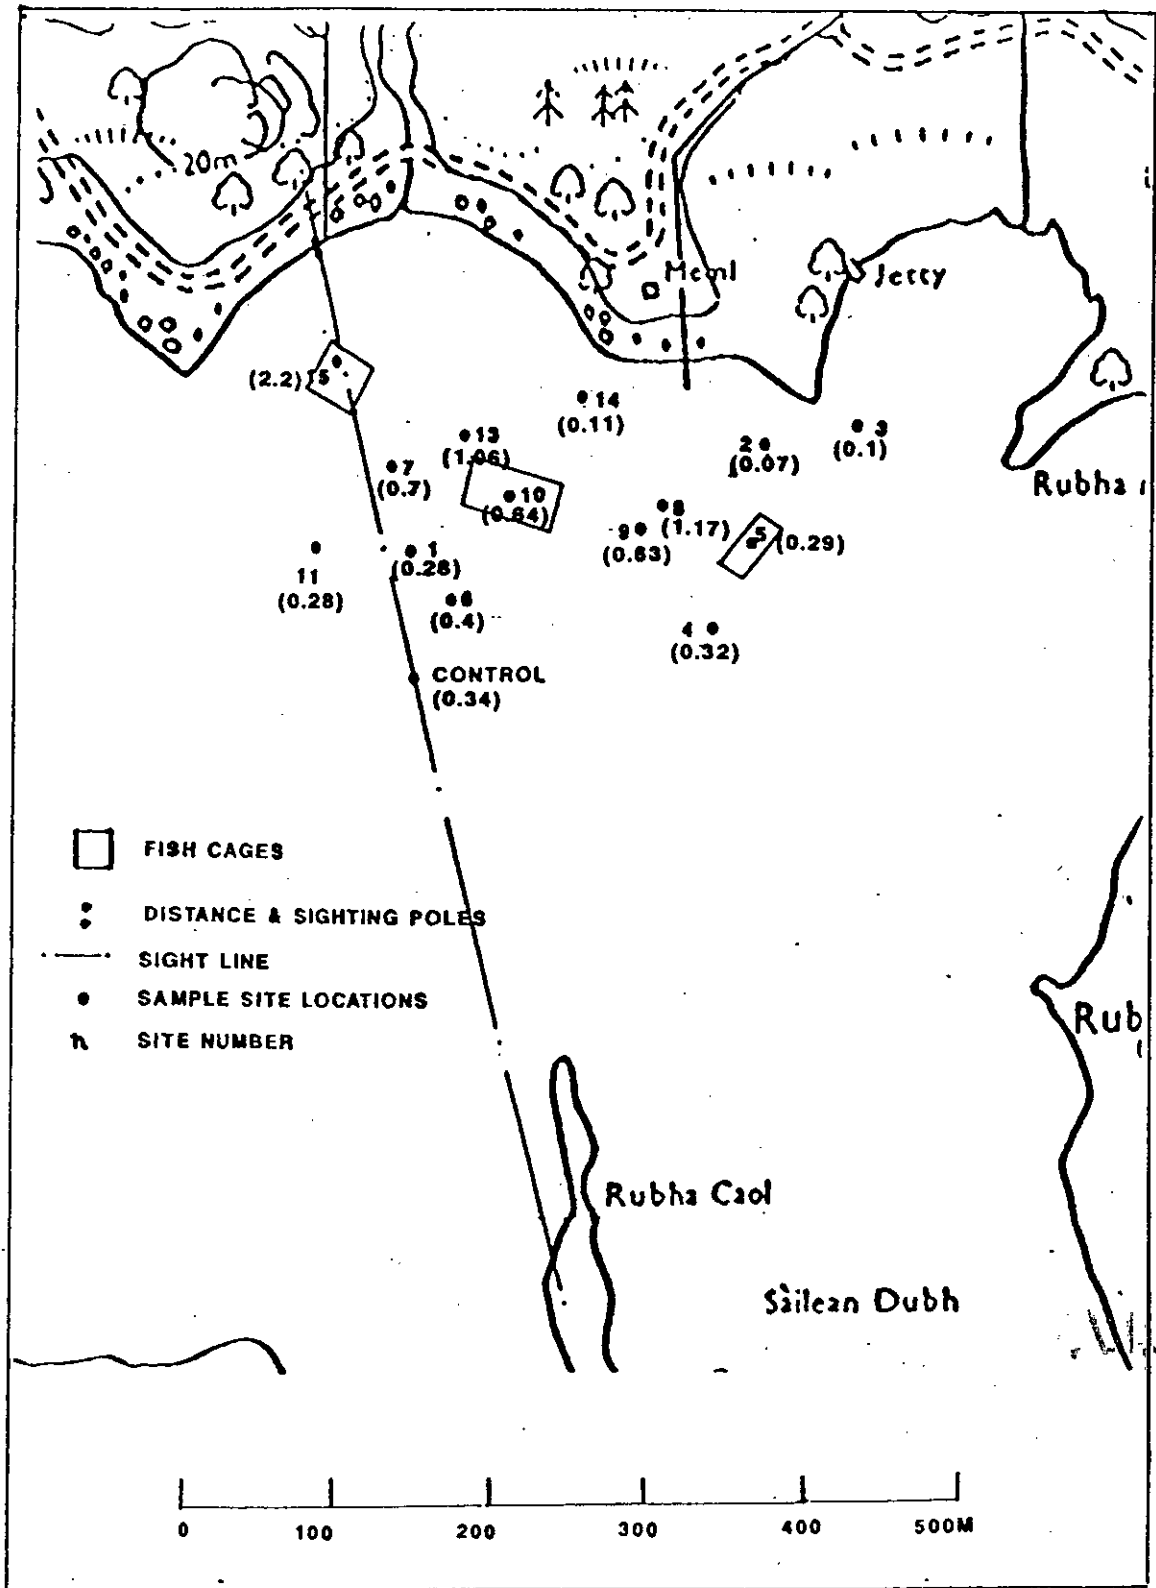 20m
Meml
Jetty
(2.2) 15
14
(0.11)
13
(1.06)
2
(0.07)
3
(0.1)
7
(0.7)
10
(0.64)
Rubha
8
(1.17)
9
(0.63)
5 (0.29)
1
(0.28)
11
(0.28)
6
(0.4)
4
(0.32)
CONTROL
(0.34)
FISH CAGES
DISTANCE & SIGHTING POLES
SIGHT LINE
SAMPLE SITE LOCATIONS
n SITE NUMBER
Rub
Rubha Caol
Sàilean Dubh
0 100 200 300 400 500M